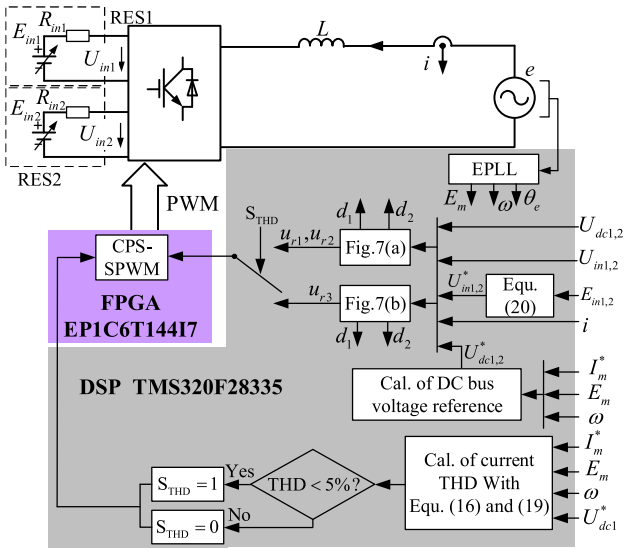 RES1
R_in1
E_in1
+
U_in1
R_in2
E_in2
+
U_in2
RES2
L
i
e
PWM
EPLL
E_m ω θ_e
S_THD
d_1 d_2
u_r1,u_r2
Fig.7(a)
U_dc1,2
U_in1,2
CPS-
SPWM
FPGA
EP1C6T144I7
u_r3
Fig.7(b)
d_1 d_2
U*_in1,2
Equ.
(20)
E_in1,2
i
U*_dc1,2
DSP TMS320F28335
Cal. of DC bus
voltage reference
I*_m
E_m
ω
S_THD = 1
S_THD = 0
Yes
No
THD < 5%?
Cal. of current
THD With
Equ. (16) and (19)
I*_m
E_m
ω
U*_dc1